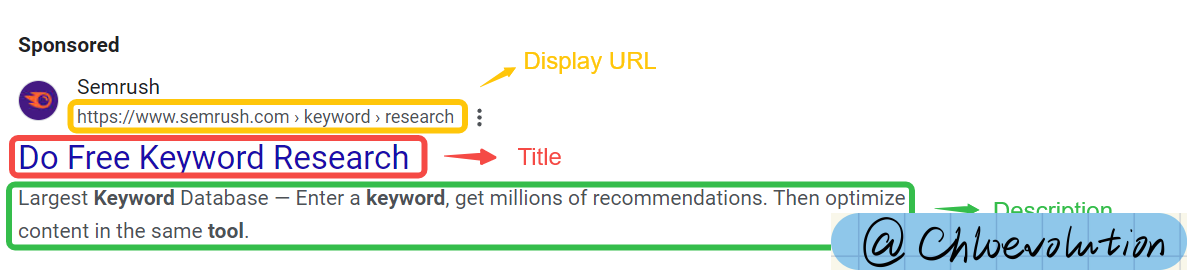 Sponsored
Display URL
Semrush
https://www.semrush.com › keyword › research
Do Free Keyword Research
Title
Largest Keyword Database — Enter a keyword, get millions of recommendations. Then optimize
content in the same tool.
Description
@ Chloevolution